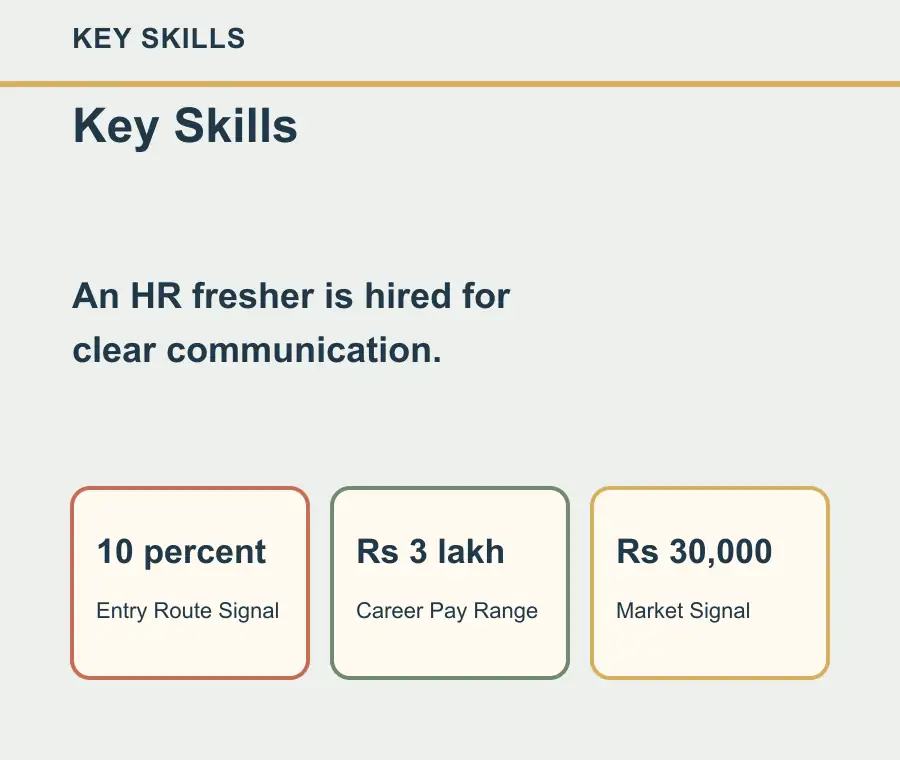 KEY SKILLS
Key Skills
An HR fresher is hired for
clear communication.
10 percent
Entry Route Signal
Rs 3 lakh
Career Pay Range
Rs 30,000
Market Signal